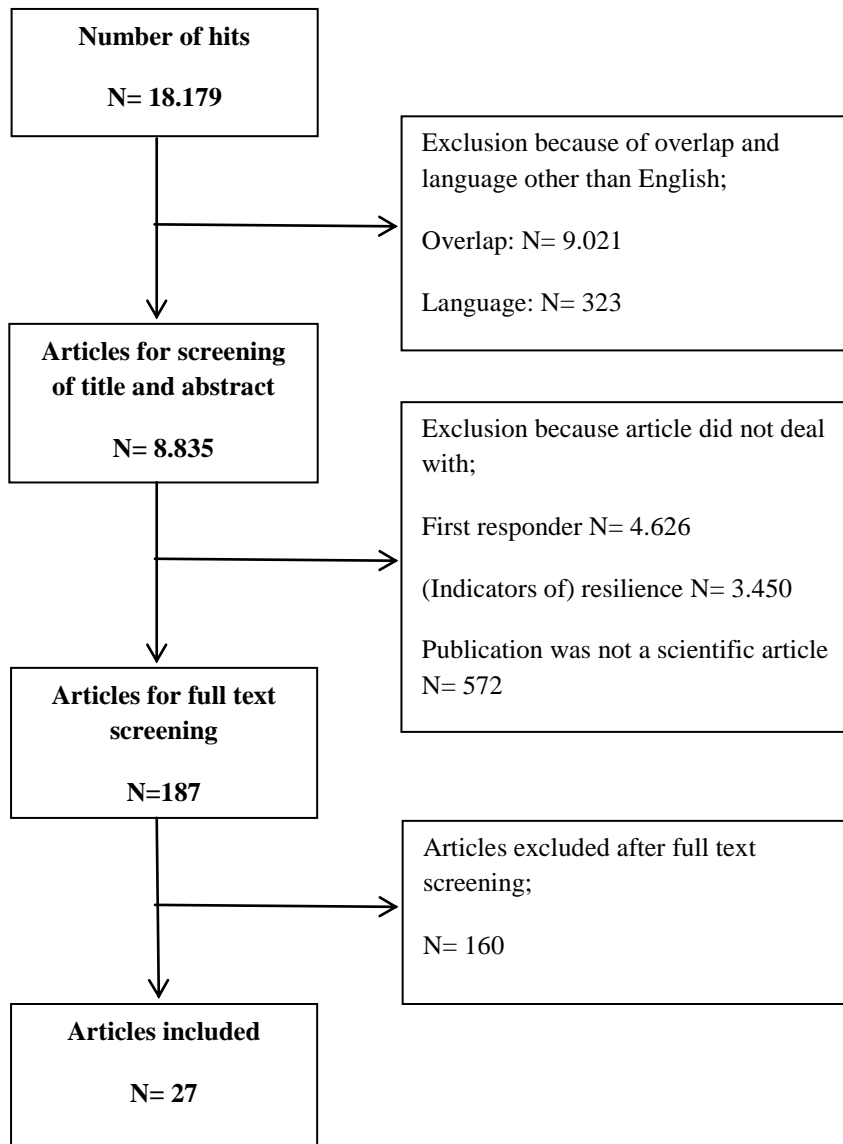 Number of hits
N= 18.179
Exclusion because of overlap and
language other than English;
Overlap: N= 9.021
Language: N= 323
Articles for screening
of title and abstract
N= 8.835
Exclusion because article did not deal
with;
First responder N= 4.626
(Indicators of) resilience N= 3.450
Publication was not a scientific article
N= 572
Articles for full text
screening
N=187
Articles excluded after full text
screening;
N= 160
Articles included
N= 27